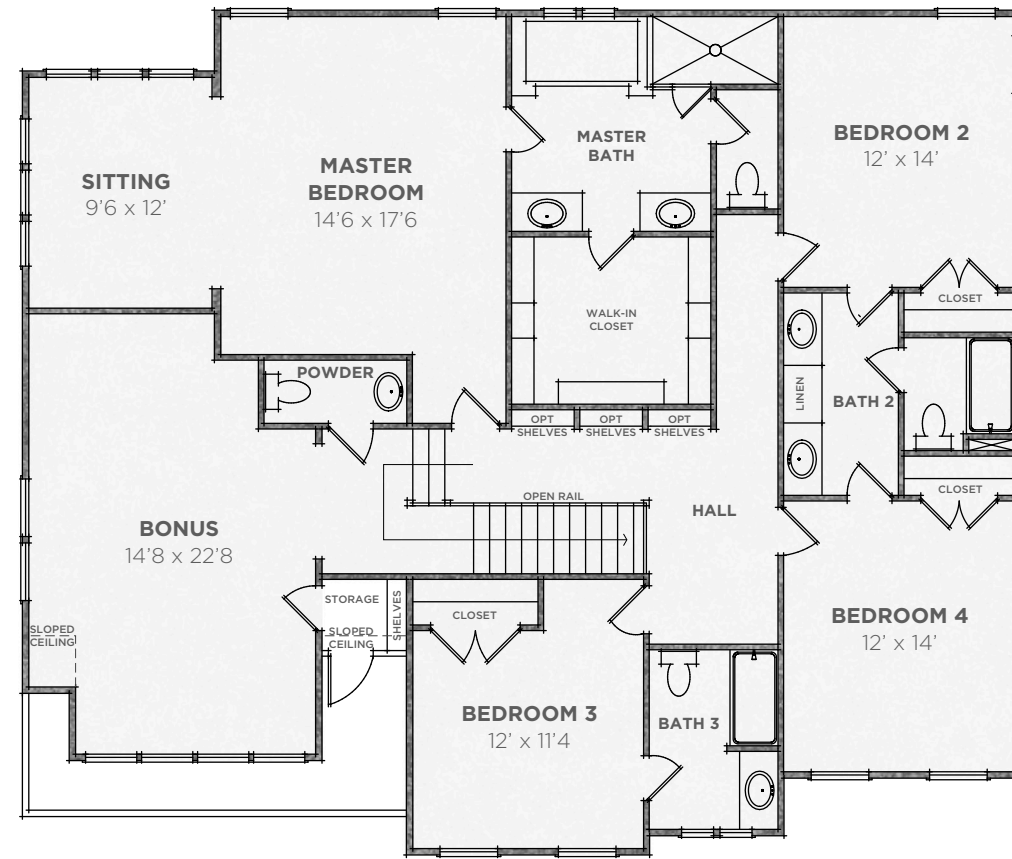 SITTING
9'6 x 12'
MASTER
BEDROOM
14'6 x 17'6
MASTER
BATH
BEDROOM 2
12' x 14'
WALK-IN
CLOSET
CLOSET
POWDER
OPT
SHELVES
OPT
SHELVES
OPT
SHELVES
LINEN
BATH 2
CLOSET
OPEN RAIL
HALL
BONUS
14'8 x 22'8
STORAGE
SHELVES
SLOPED
CEILING
SLOPED
CEILING
CLOSET
BEDROOM 4
12' x 14'
BEDROOM 3
12' x 11'4
BATH 3